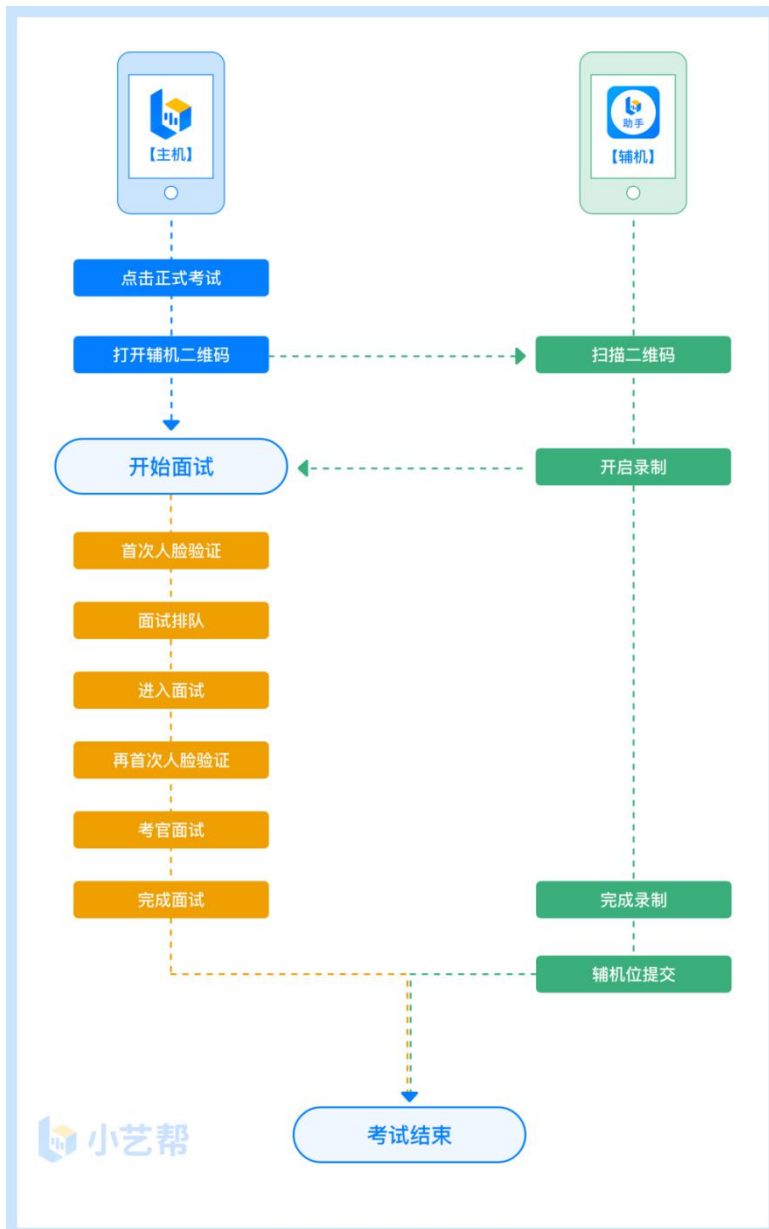 助手
【主机】
【辅机】
点击正式考试
打开辅机二维码
扫描二维码
开始面试
开启录制
首次人脸验证
面试排队
进入面试
再首次人脸验证
考官面试
完成面试
完成录制
辅机位提交
考试结束
小艺帮